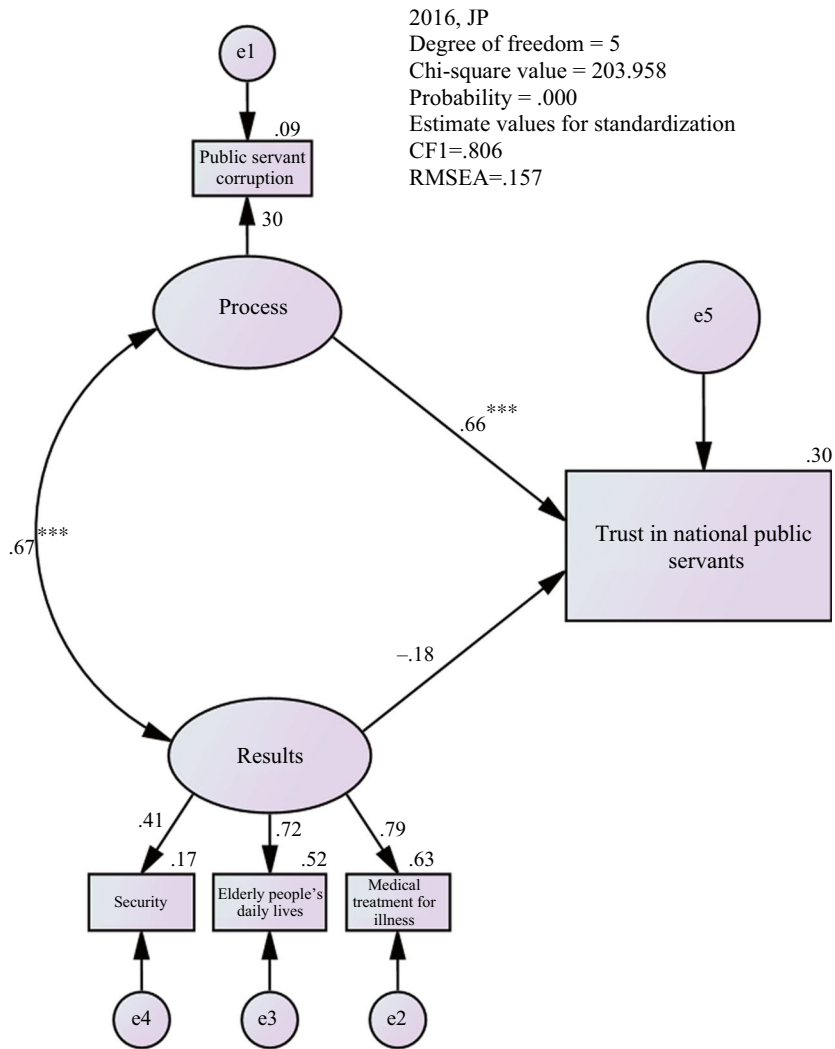 2016, JP
Degree of freedom = 5
Chi-square value = 203.958
Probability = .000
Estimate values for standardization
CF1=.806
RMSEA=.157
e1
.09
Public servant
corruption
30
Process
e5
.66***
.30
Trust in national public
servants
.67***
–.18
Results
.41
.72
.79
.17
.52
.63
Security
Elderly people’s
daily lives
Medical
treatment for
illness
e4
e3
e2